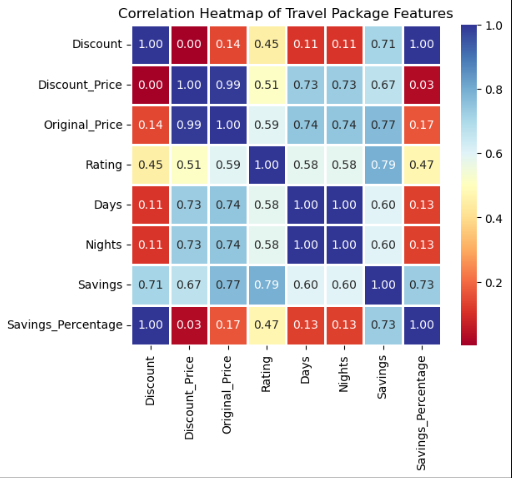 Correlation Heatmap of Travel Package Features
Discount 1.00 0.00 0.14 0.45 0.11 0.11 0.71 1.00
Discount_Price 0.00 1.00 0.99 0.51 0.73 0.73 0.67 0.03
Original_Price 0.14 0.99 1.00 0.59 0.74 0.74 0.77 0.17
Rating 0.45 0.51 0.59 1.00 0.58 0.58 0.79 0.47
Days 0.11 0.73 0.74 0.58 1.00 1.00 0.60 0.13
Nights 0.11 0.73 0.74 0.58 1.00 1.00 0.60 0.13
Savings 0.71 0.67 0.77 0.79 0.60 0.60 1.00 0.73
Savings_Percentage 1.00 0.03 0.17 0.47 0.13 0.13 0.73 1.00
Discount
Discount_Price
Original_Price
Rating
Days
Nights
Savings
Savings_Percentage
1.0
0.8
0.6
0.4
0.2